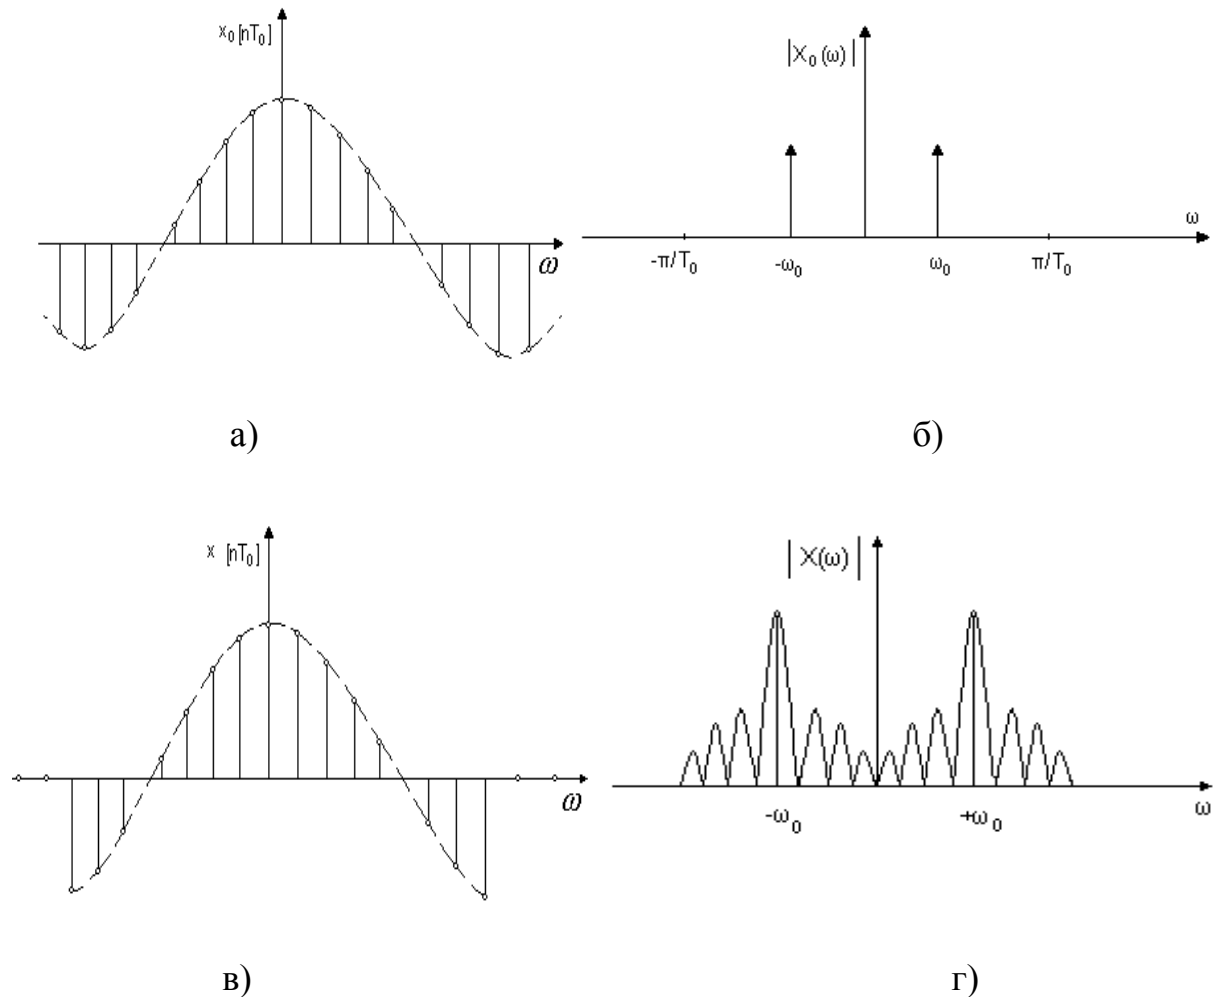 x₀[nT₀]
ω
а)
|X₀(ω)|
ω
-π/T₀ -ω₀ ω₀ π/T₀
б)
x [nT₀]
ω
в)
|X(ω)|
ω
-ω₀ +ω₀
г)